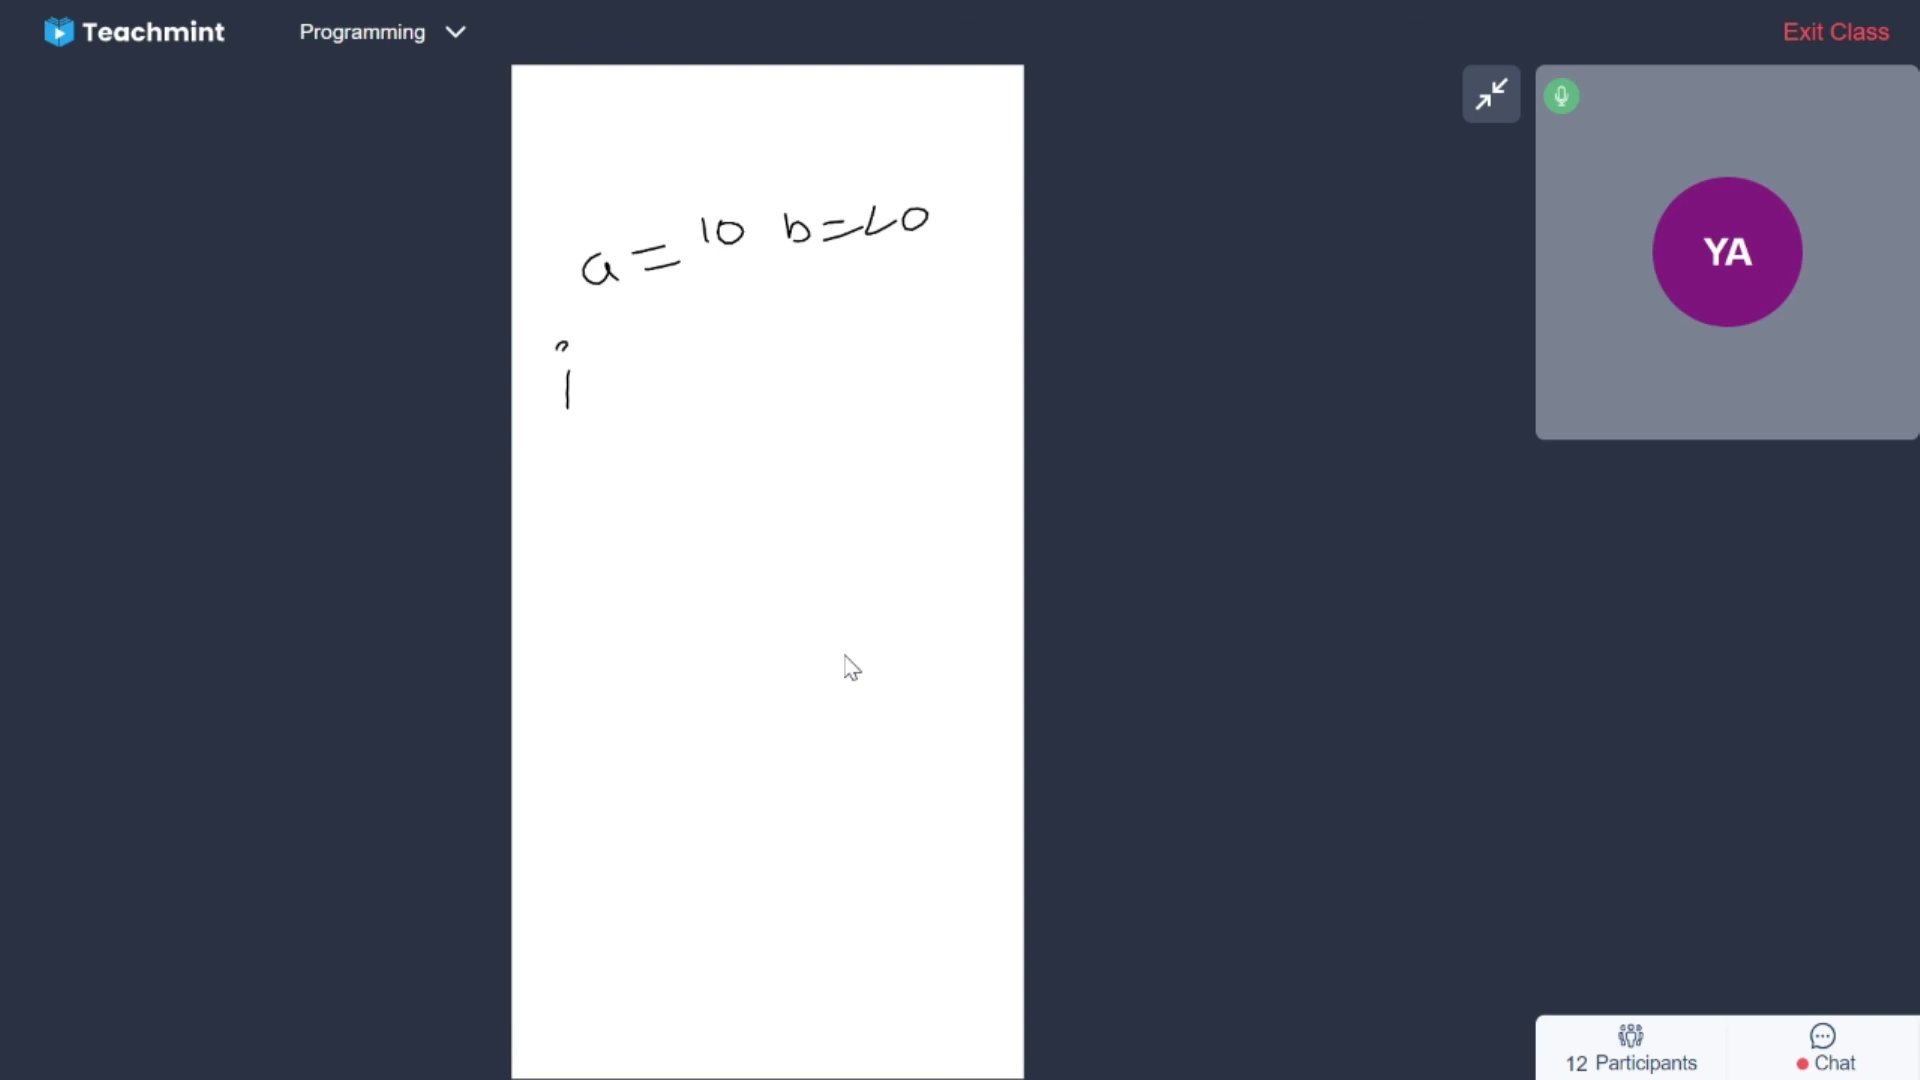 Teachmint Programming Exit Class
YA
a = 10 b = 20
i
12 Participants Chat